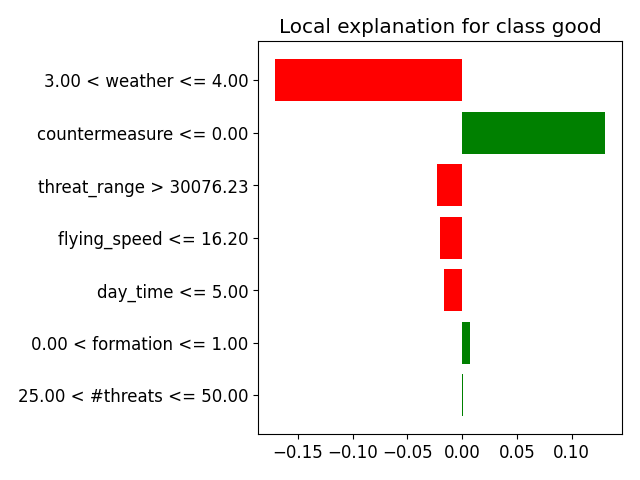 Local explanation for class good
3.00 < weather <= 4.00
countermeasure <= 0.00
threat_range > 30076.23
flying_speed <= 16.20
day_time <= 5.00
0.00 < formation <= 1.00
25.00 < #threats <= 50.00
−0.15 −0.10 −0.05 0.00 0.05 0.10